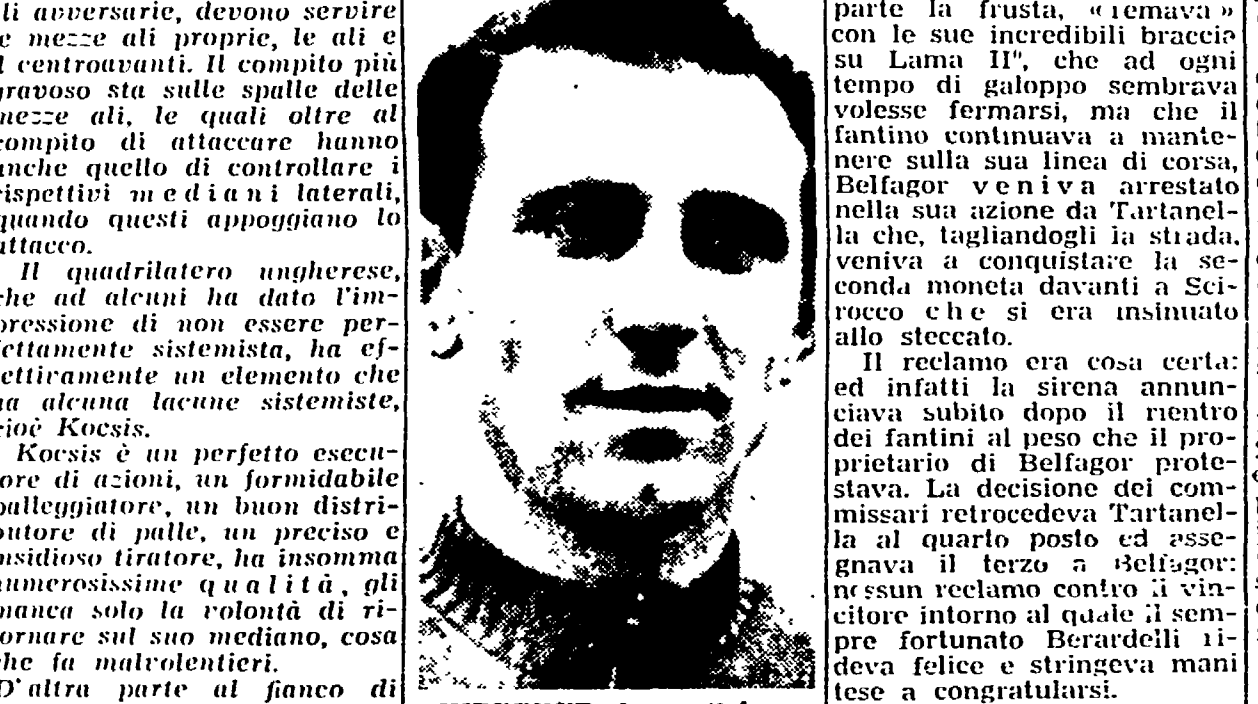 li avversarie, devono servire
e mezze ali proprie, le ali e
l centroavanti. Il compito più
gravoso sta sulle spalle delle
mezze ali, le quali oltre al
compito di attaccare hanno
anche quello di controllare i
rispettivi mediani laterali,
quando questi appoggiano lo
attacco.
Il quadrilatero ungherese,
che ad alcuni ha dato l'im-
pressione di non essere per-
fettamente sistemista, ha ef-
fettivamente un elemento che
ha alcuna lacune sistemiste,
cioè Kocsis.
Kocsis è un perfetto esecu-
tore di azioni, un formidabile
palleggiatore, un buon distri-
butore di palle, un preciso e
insidioso tiratore, ha insomma
numerosissime qualità, gli
manca solo la volontà di ri-
tornare sul suo mediano, cosa
che fa malvolentieri.
D'altra parte al fianco di
parte la frusta, «remava»
con le sue incredibili braccia
su Lama II", che ad ogni
tempo di galoppo sembrava
volesse fermarsi, ma che il
fantino continuava a mante-
nere sulla sua linea di corsa,
Belfagor veniva arrestato
nella sua azione da Tartanel-
la che, tagliandogli la strada,
veniva a conquistare la se-
conda moneta davanti a Sci-
rocco che si era insinuato
allo steccato.
Il reclamo era cosa certa:
ed infatti la sirena annun-
ciava subito dopo il rientro
dei fantini al peso che il pro-
prietario di Belfagor prote-
stava. La decisione dei com-
missari retrocedeva Tartanel-
la al quarto posto ed asse-
gnava il terzo a Belfagor:
nessun reclamo contro il vin-
citore intorno al quale il sem-
pre fortunato Berardelli ri-
deva felice e stringeva mani
tese a congratularsi.